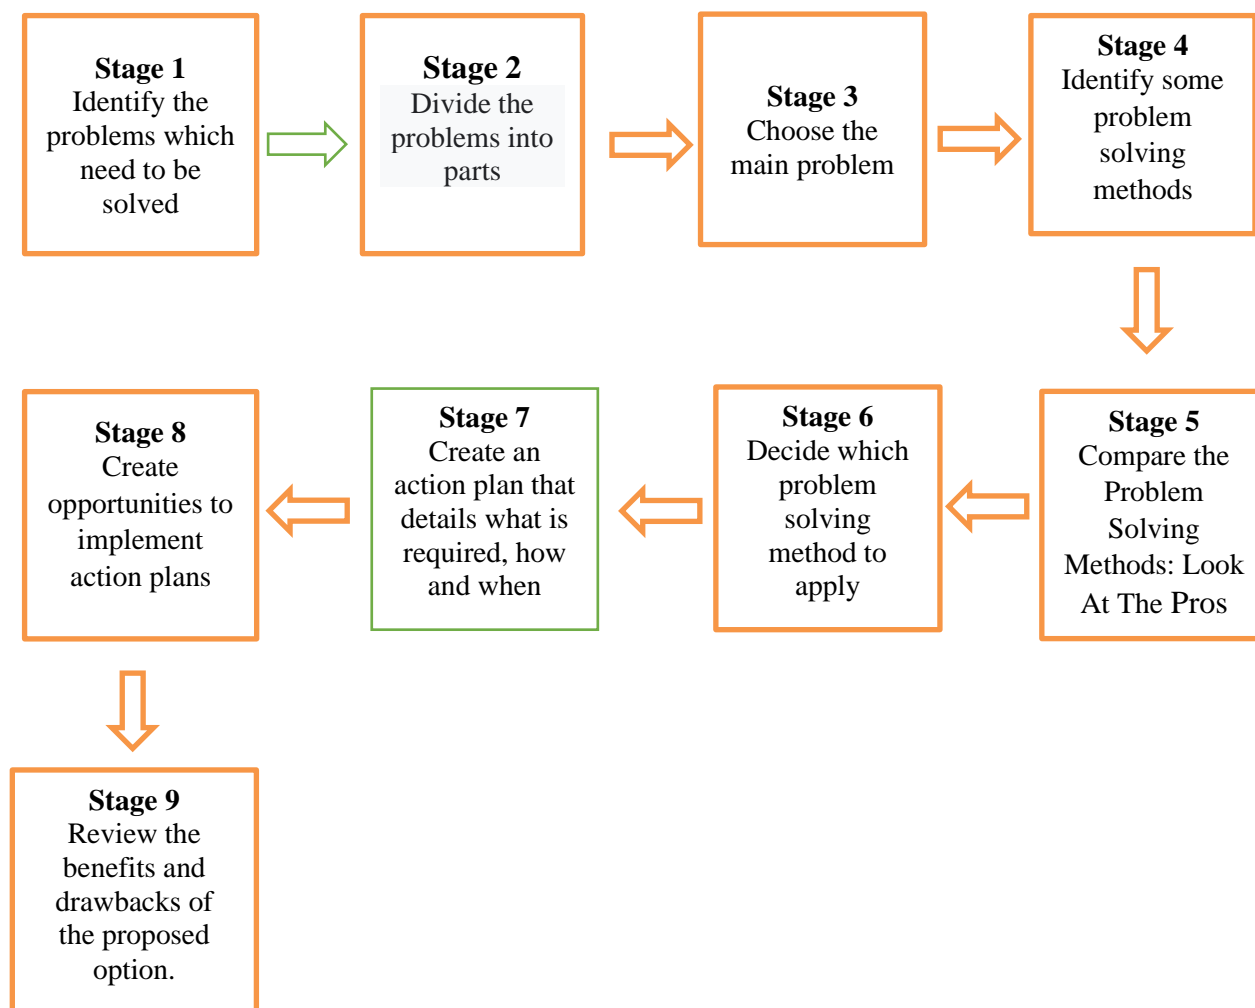 Stage 1
Identify the
problems which
need to be
solved
Stage 2
Divide the
problems into
parts
Stage 3
Choose the
main problem
Stage 4
Identify some
problem
solving
methods
Stage 5
Compare the
Problem
Solving
Methods: Look
At The Pros
Stage 6
Decide which
problem
solving
method to
apply
Stage 7
Create an
action plan that
details what is
required, how
and when
Stage 8
Create
opportunities to
implement
action plans
Stage 9
Review the
benefits and
drawbacks of
the proposed
option.